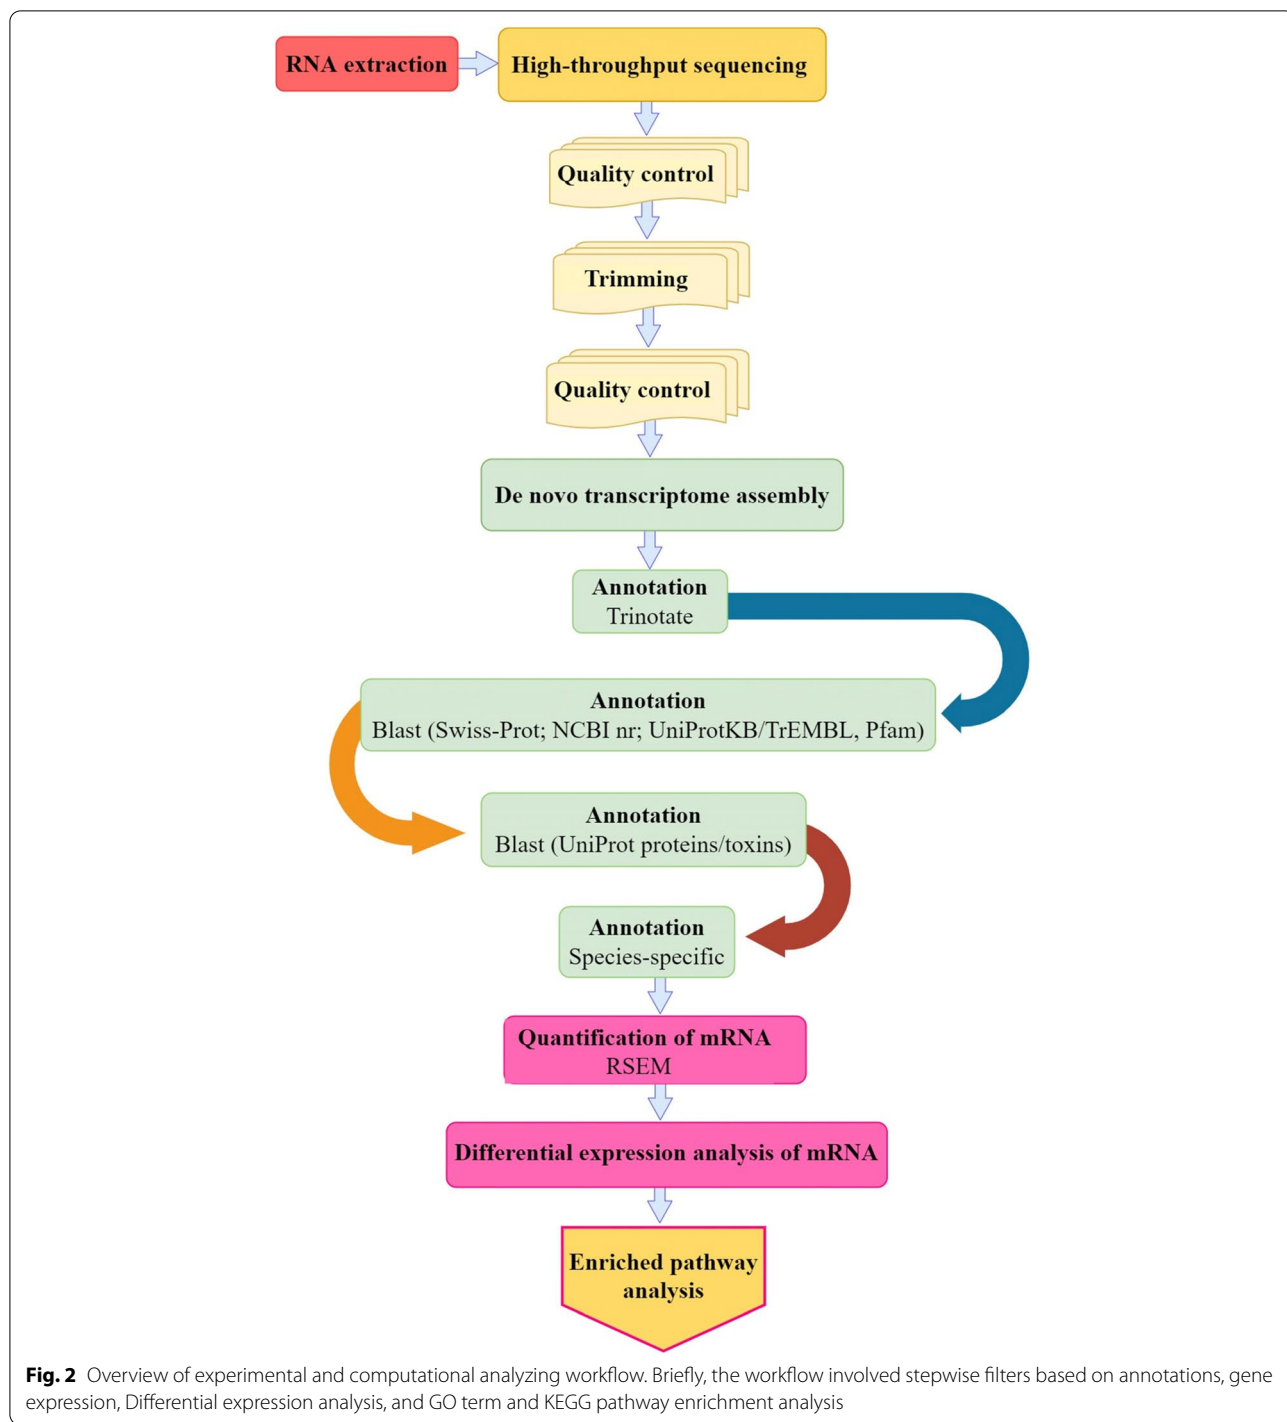 RNA extraction
High-throughput sequencing
Quality control
Trimming
Quality control
De novo transcriptome assembly
Annotation
Trinotate
Annotation
Blast (Swiss-Prot; NCBI nr; UniProtKB/TrEMBL, Pfam)
Annotation
Blast (UniProt proteins/toxins)
Annotation
Species-specific
Quantification of mRNA
RSEM
Differential expression analysis of mRNA
Enriched pathway
analysis
Fig. 2 Overview of experimental and computational analyzing workflow. Briefly, the workflow involved stepwise filters based on annotations, gene
expression, Differential expression analysis, and GO term and KEGG pathway enrichment analysis